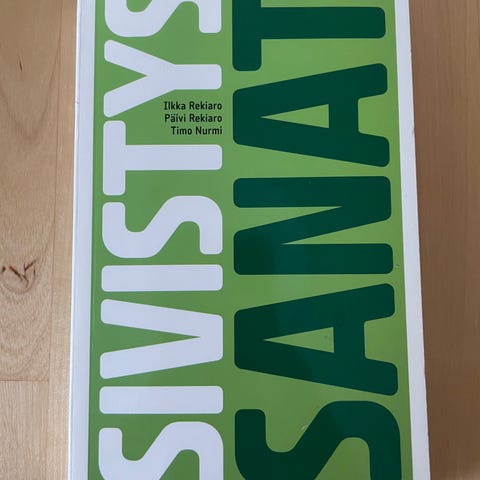 SIVISTYS
SANAT
Ilkka Rekiaro
Päivi Rekiaro
Timo Nurmi